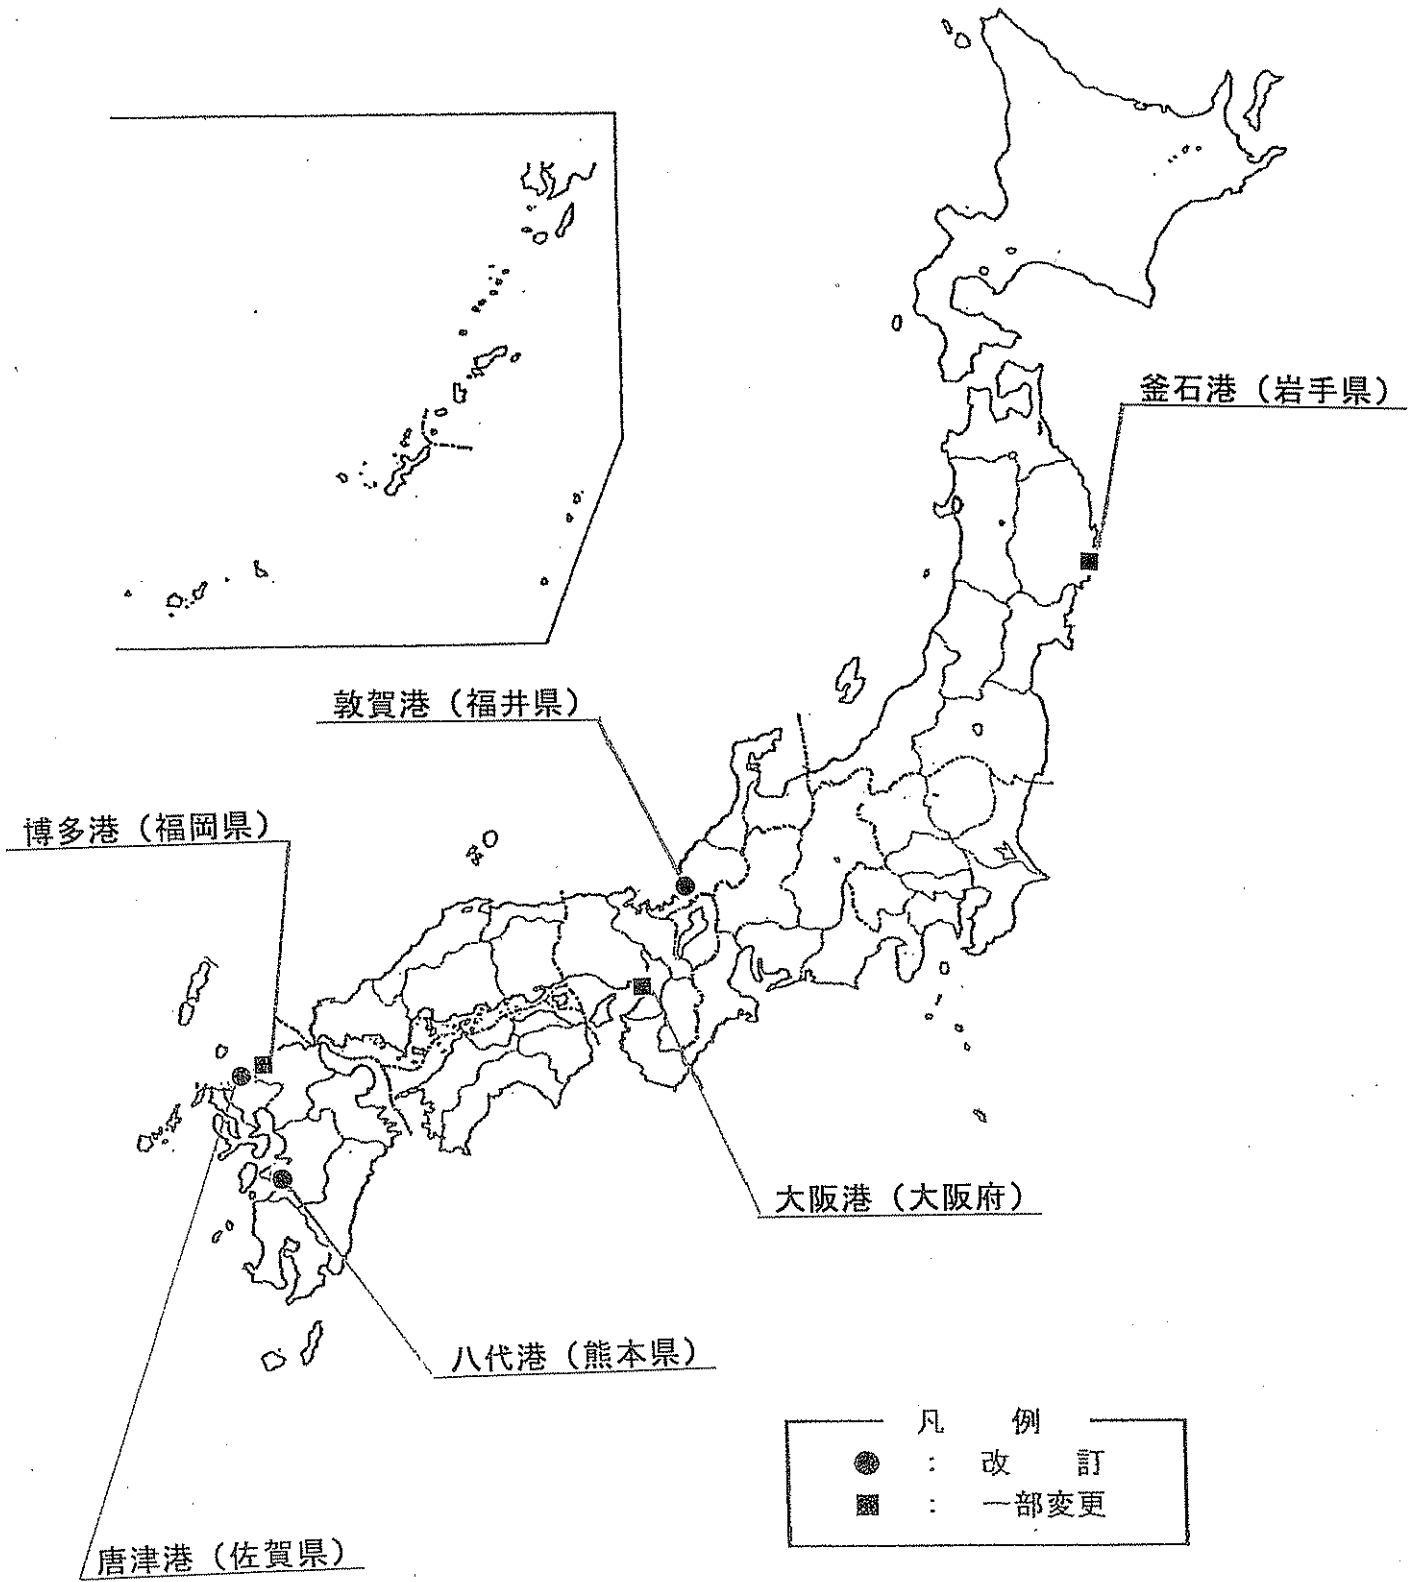 釜石港（岩手県）
敦賀港（福井県）
博多港（福岡県）
大阪港（大阪府）
八代港（熊本県）
唐津港（佐賀県）
凡　例
● ： 改　訂
■ ： 一部変更